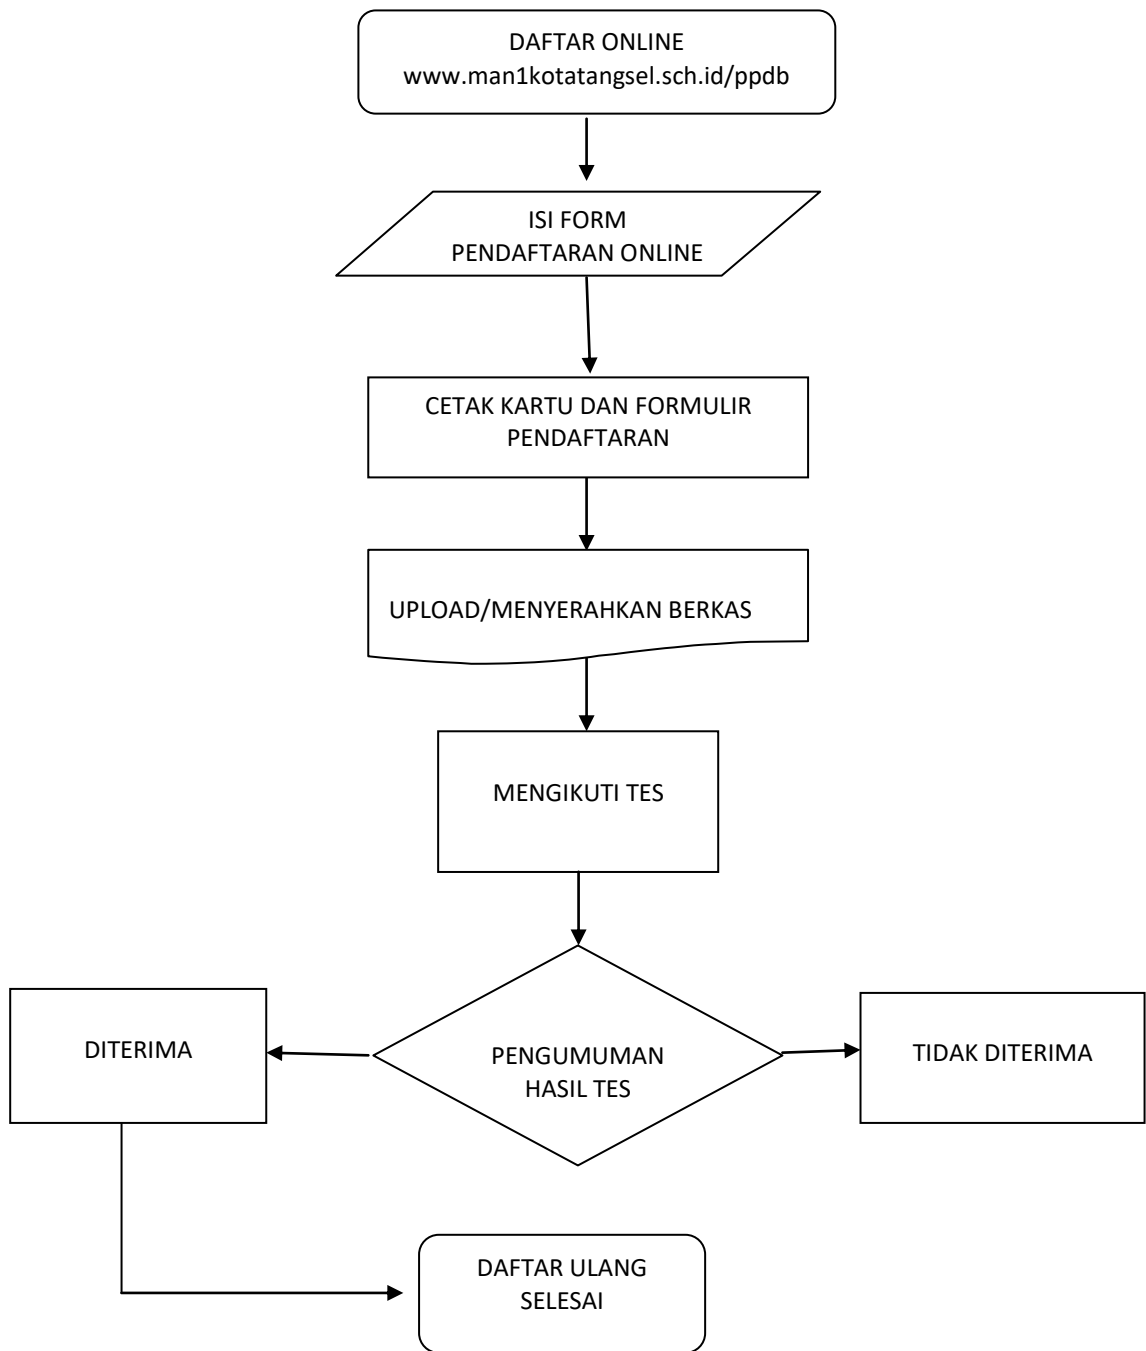 DAFTAR ONLINE
www.man1kotatangsel.sch.id/ppdb
ISI FORM
PENDAFTARAN ONLINE
CETAK KARTU DAN FORMULIR
PENDAFTARAN
UPLOAD/MENYERAHKAN BERKAS
MENGIKUTI TES
DITERIMA
PENGUMUMAN
HASIL TES
TIDAK DITERIMA
DAFTAR ULANG
SELESAI